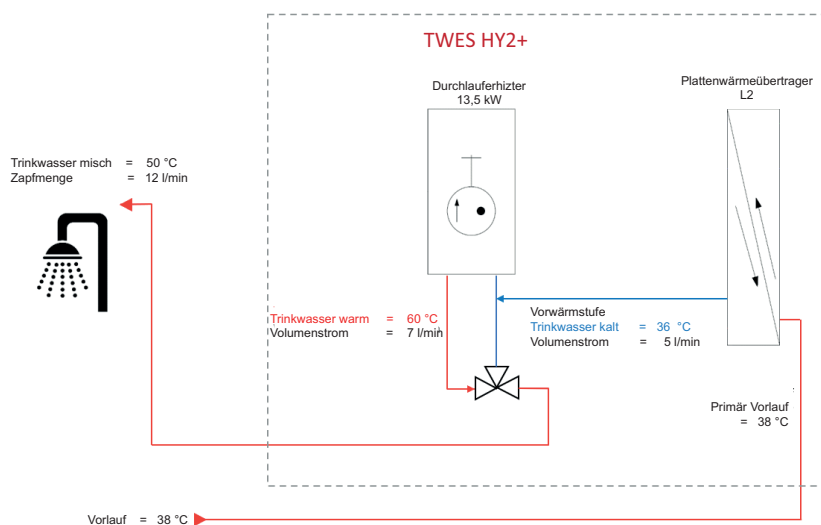 TWES HY2+
Durchlauferhizter
13,5 kW
Plattenwärmeübertrager
L2
Trinkwasser misch = 50 °C
Zapfmenge = 12 l/min
Trinkwasser warm = 60 °C
Volumenstrom = 7 l/min
Vorwärmstufe
Trinkwasser kalt = 36 °C
Volumenstrom = 5 l/min
Primär Vorlauf
= 38 °C
Vorlauf = 38 °C